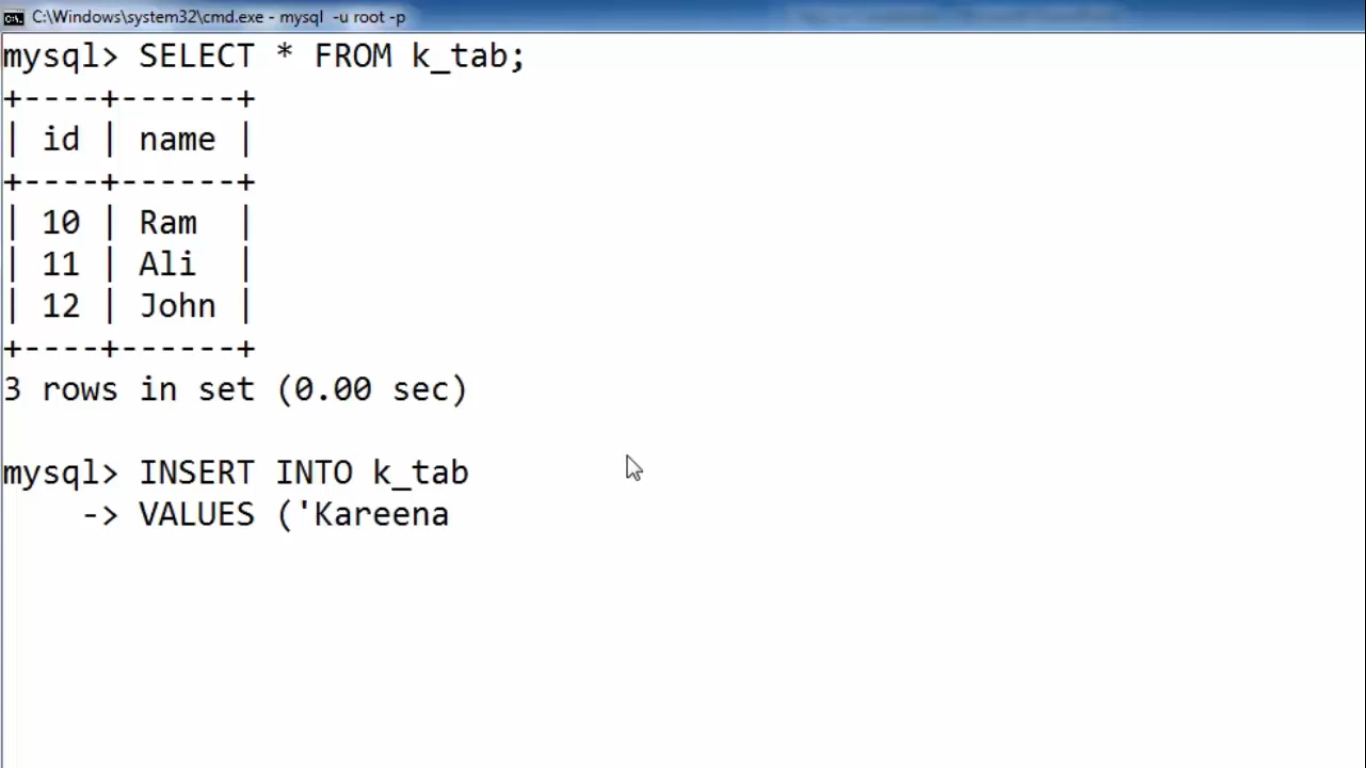 C:\Windows\system32\cmd.exe - mysql  -u root -p
mysql> SELECT * FROM k_tab;
+----+------+
| id | name |
+----+------+
| 10 | Ram  |
| 11 | Ali  |
| 12 | John |
+----+------+
3 rows in set (0.00 sec)
mysql> INSERT INTO k_tab
    -> VALUES ('Kareena